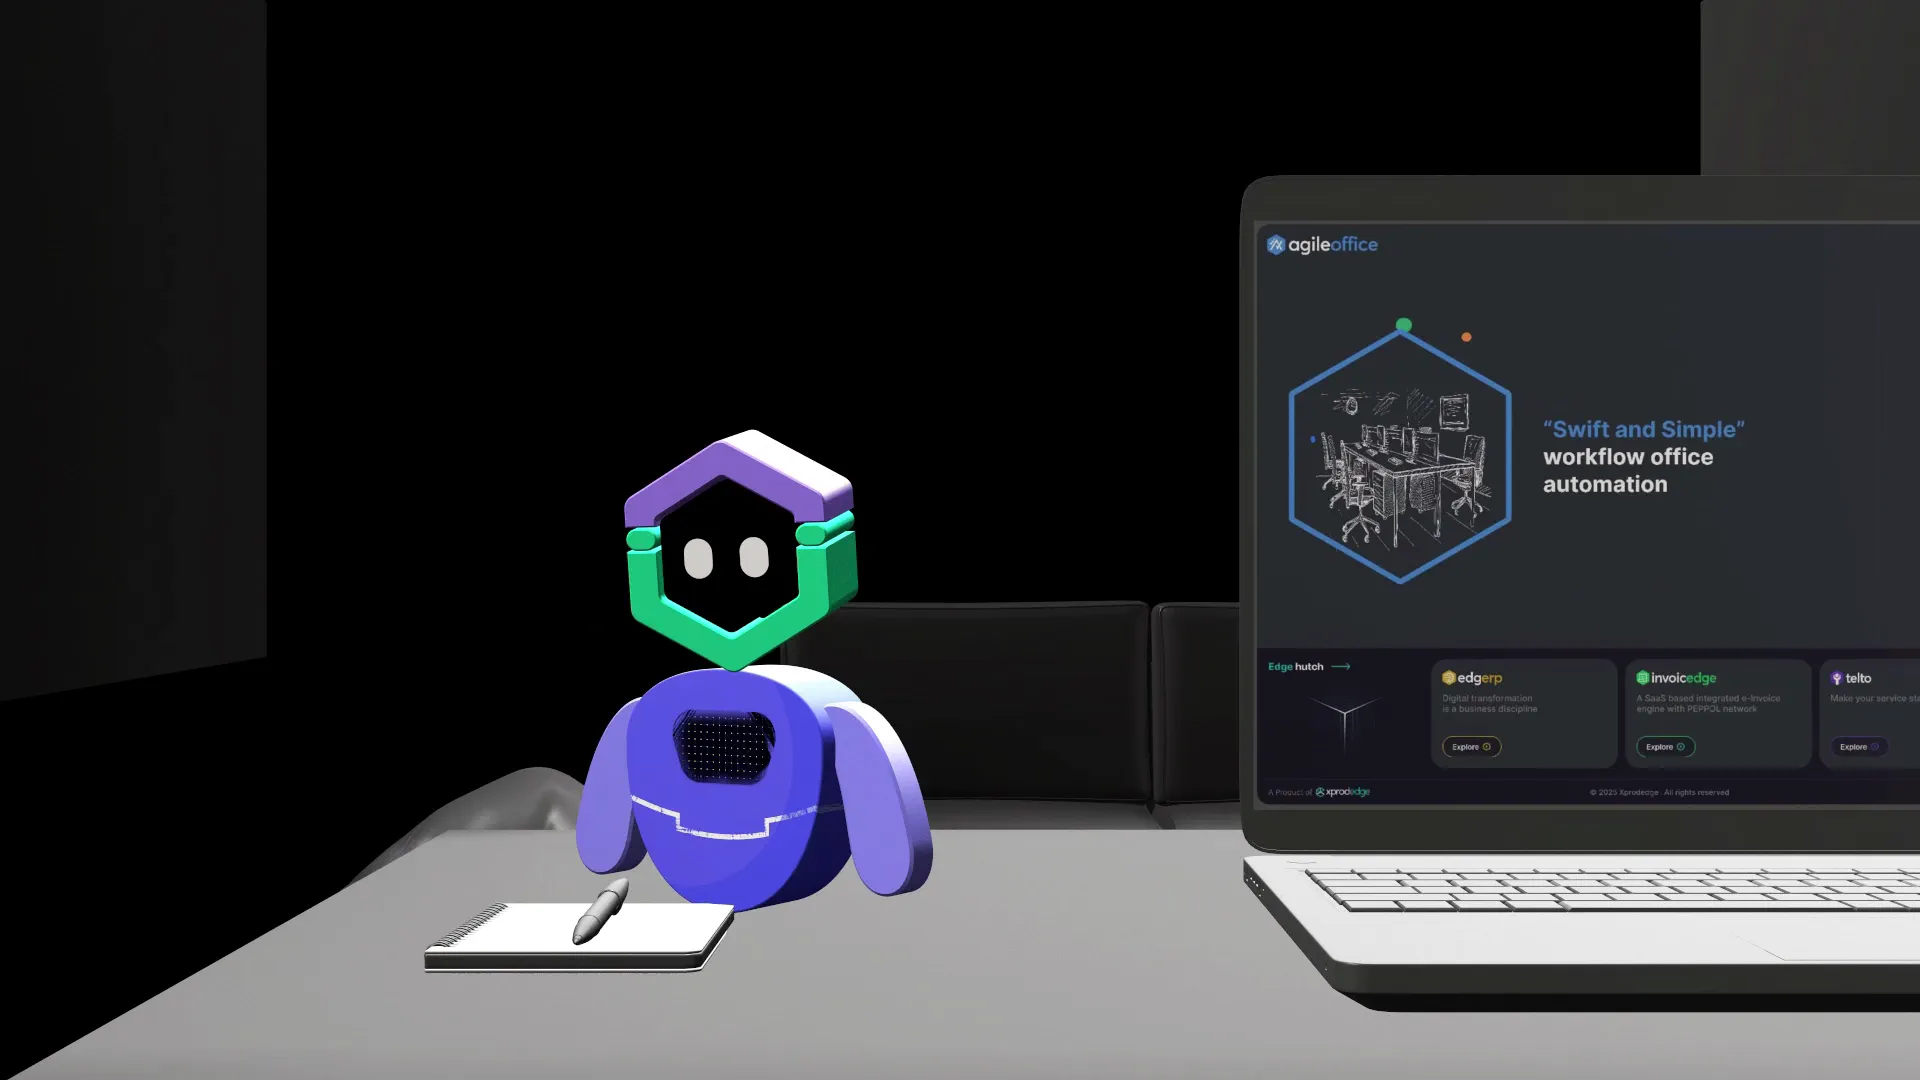 agileoffice
“Swift and Simple”
workflow office
automation
Edge hutch
edgerp
Digital transformation
is a business discipline
Explore
invoicedge
A SaaS based integrated e-Invoice
engine with PEPPOL network
Explore
telto
Make your service sta
Explore
A Product of xprodedge
© 2025 Xprodedge. All rights reserved